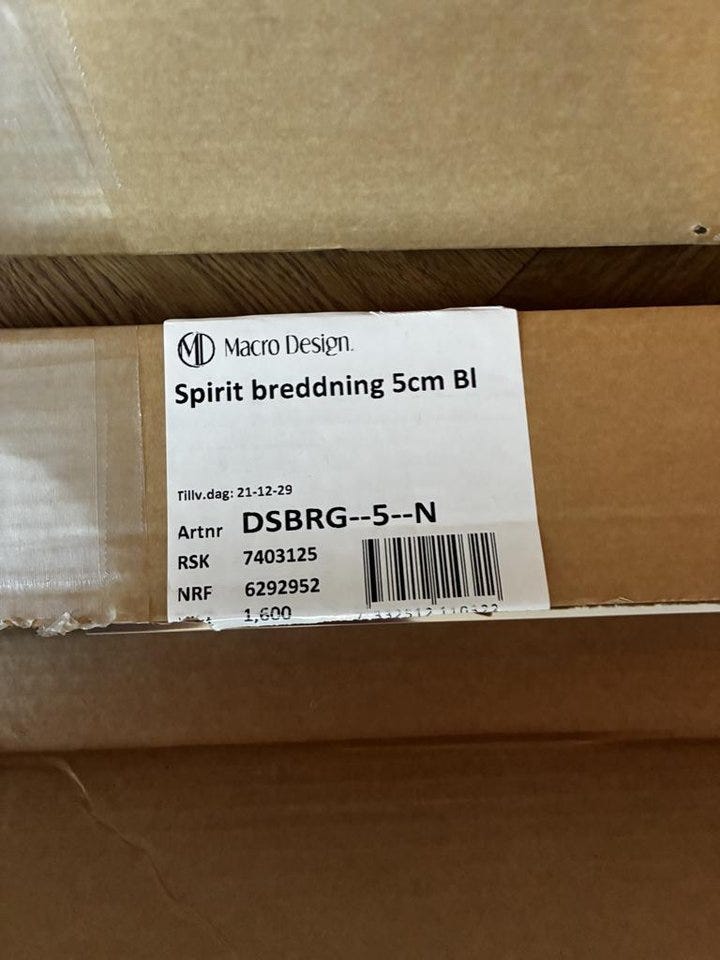 MD Macro Design.
Spirit breddning 5cm Bl
Tillv.dag: 21-12-29
Artnr DSBRG--5--N
RSK 7403125
NRF 6292952
1,600